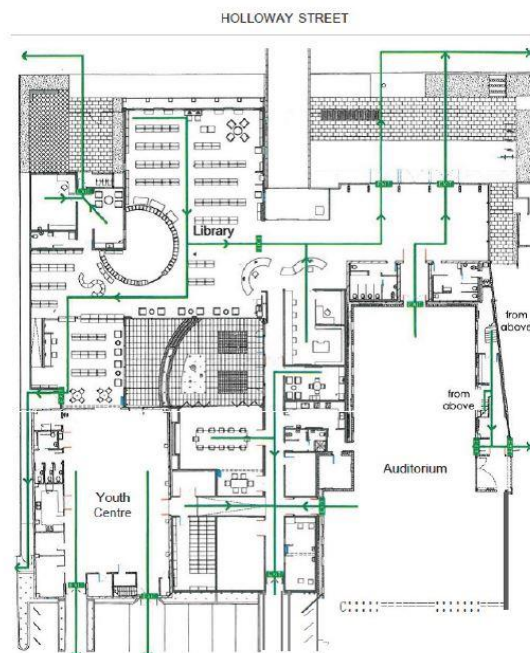 HOLLOWAY STREET
Library
from
above
from
above
Auditorium
Youth
Centre